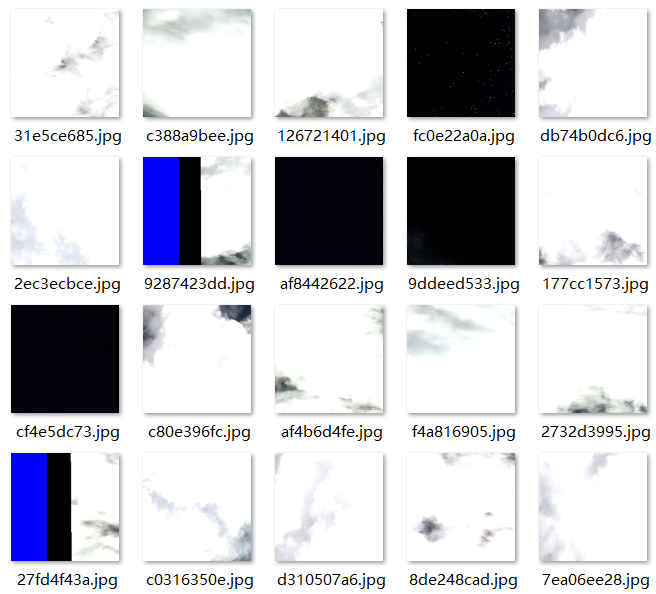 31e5ce685.jpg c388a9bee.jpg 126721401.jpg fc0e22a0a.jpg db74b0dc6.jpg
2ec3ecbce.jpg 9287423dd.jpg af8442622.jpg 9ddeed533.jpg 177cc1573.jpg
cf4e5dc73.jpg c80e396fc.jpg af4b6d4fe.jpg f4a816905.jpg 2732d3995.jpg
27fd4f43a.jpg c0316350e.jpg d310507a6.jpg 8de248cad.jpg 7ea06ee28.jpg